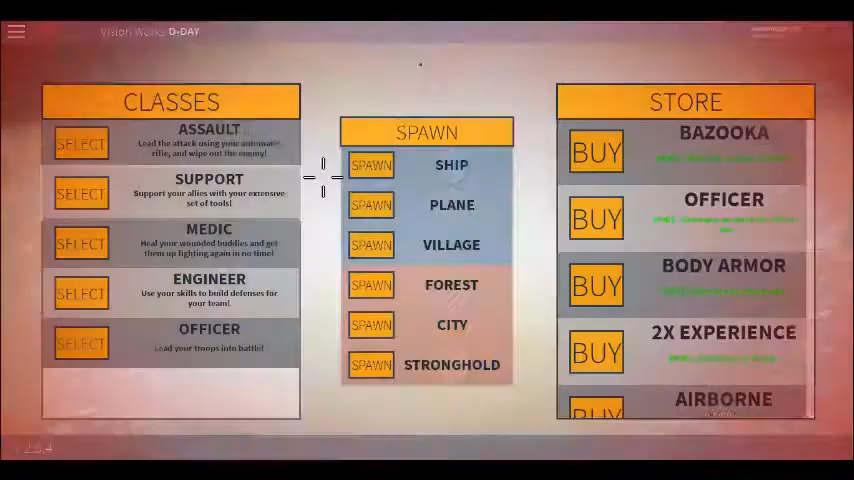 Vision Works D-DAY
CLASSES
SELECT
ASSAULT
Lead the attack using your automatic
rifle, and wipe out the enemy!
SELECT
SUPPORT
Support your allies with your extensive
set of tools!
SELECT
MEDIC
Heal your wounded buddies and get
them up fighting again in no time!
SELECT
ENGINEER
Use your skills to build defenses for
your team!
SELECT
OFFICER
Lead your troops into battle!
SPAWN
SPAWN SHIP
SPAWN PLANE
SPAWN VILLAGE
SPAWN FOREST
SPAWN CITY
SPAWN STRONGHOLD
STORE
BUY BAZOOKA
BUY OFFICER
BUY BODY ARMOR
BUY 2X EXPERIENCE
BUY AIRBORNE